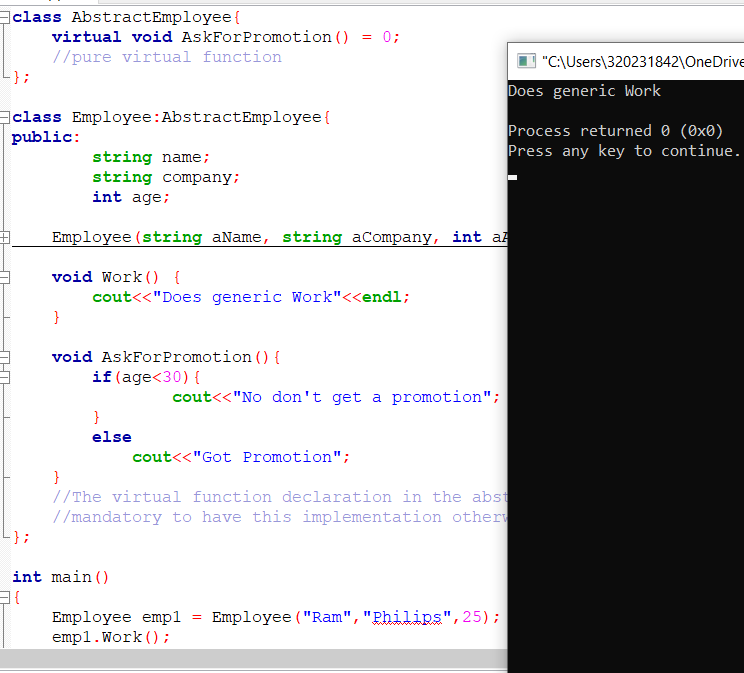 class AbstractEmployee{
virtual void AskForPromotion() = 0;
//pure virtual function
};
class Employee:AbstractEmployee{
public:
string name;
string company;
int age;
Employee(string aName, string aCompany, int
void Work() {
cout<<"Does generic Work"<<endl;
}
void AskForPromotion(){
if(age<30){
cout<<"No don't get a promotion";
}
else
cout<<"Got Promotion";
}
//The virtual function declaration in the
//mandatory to have this implementation
};
int main()
{
Employee emp1 = Employee("Ram","Philips",25);
emp1.Work();
"C:\Users\320231842\OneDrive
Does generic Work
Process returned 0 (0x0)
Press any key to continue.